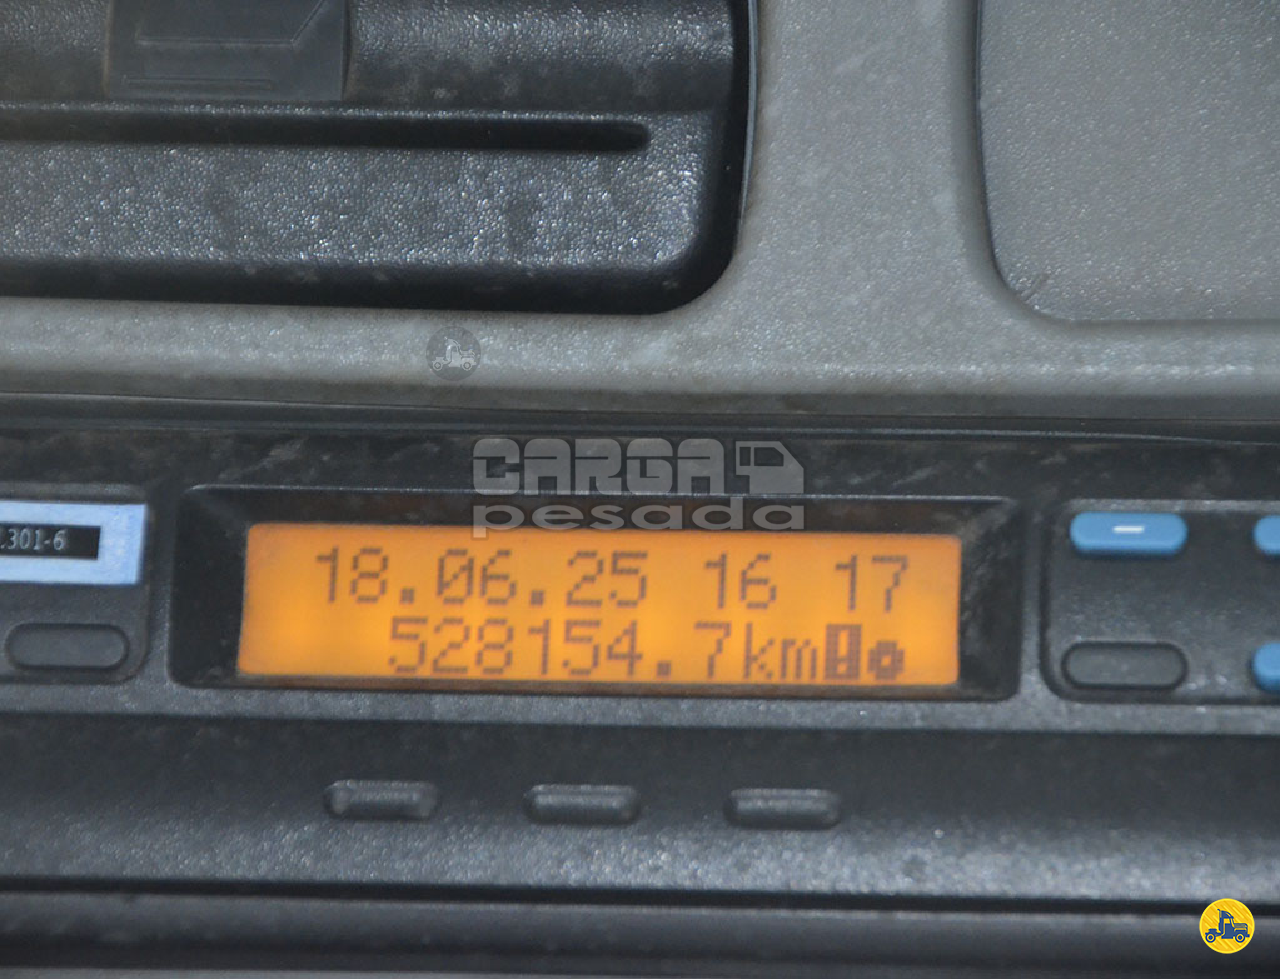 CARGA
pesada
.301-6
18.06.25 16 17
528154.7km